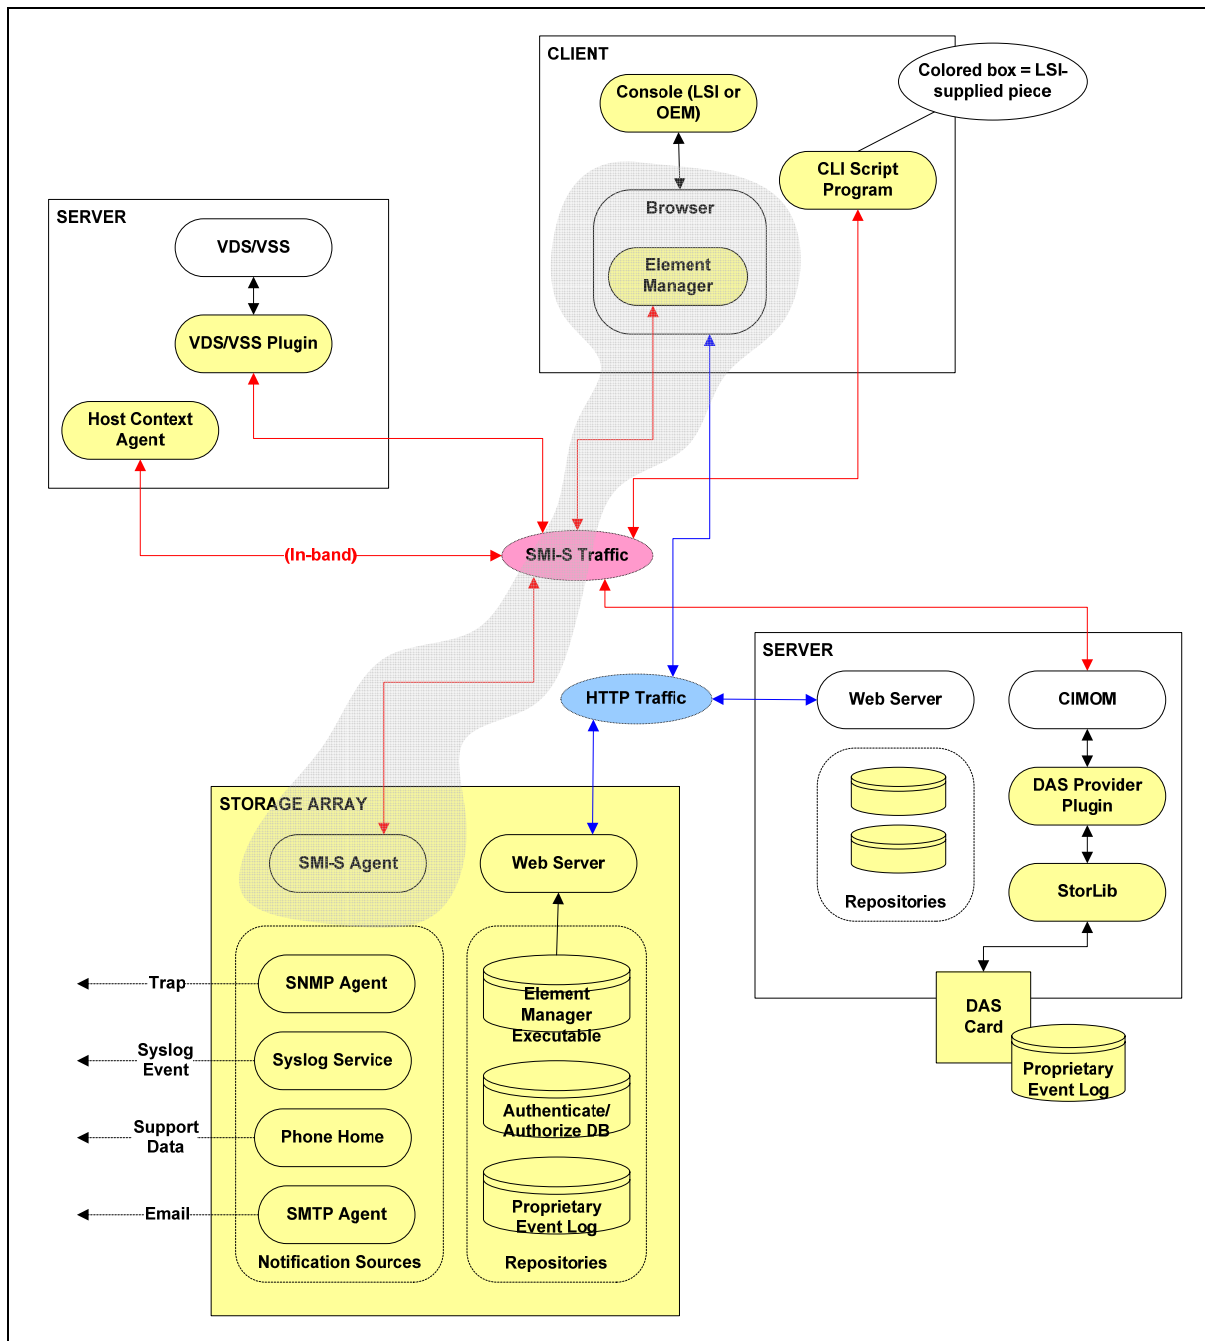 CLIENT
Colored box = LSI-
supplied piece
Console (LSI or
OEM)
CLI Script
Program
Browser
Element
Manager
SERVER
VDS/VSS
VDS/VSS Plugin
Host Context
Agent
(In-band)
SMI-S Traffic
HTTP Traffic
SERVER
Web Server
CIMOM
DAS Provider
Plugin
StorLib
Repositories
DAS
Card
Proprietary
Event Log
STORAGE ARRAY
SMI-S Agent
Web Server
Trap
SNMP Agent
Syslog
Event
Syslog Service
Support
Data
Phone Home
Email
SMTP Agent
Notification Sources
Element
Manager
Executable
Authenticate/
Authorize DB
Proprietary
Event Log
Repositories